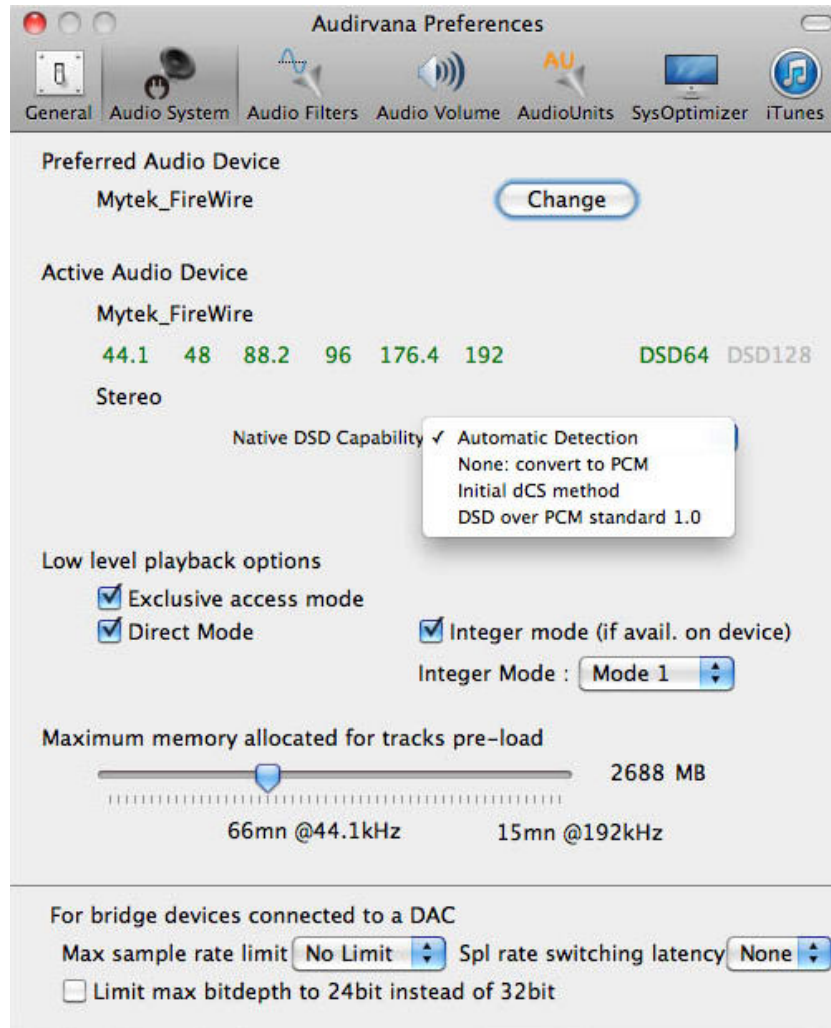 Audirvana Preferences
General Audio System Audio Filters Audio Volume AU AudioUnits SysOptimizer iTunes
Preferred Audio Device
Mytek_FireWire Change
Active Audio Device
Mytek_FireWire
44.1 48 88.2 96 176.4 192 DSD64 DSD128
Stereo
Native DSD Capability ✓ Automatic Detection
None: convert to PCM
Initial dCS method
DSD over PCM standard 1.0
Low level playback options
Exclusive access mode
Direct Mode Integer mode (if avail. on device)
Integer Mode : Mode 1
Maximum memory allocated for tracks pre-load
2688 MB
66mn @44.1kHz 15mn @192kHz
For bridge devices connected to a DAC
Max sample rate limit No Limit Spl rate switching latency None
Limit max bitdepth to 24bit instead of 32bit